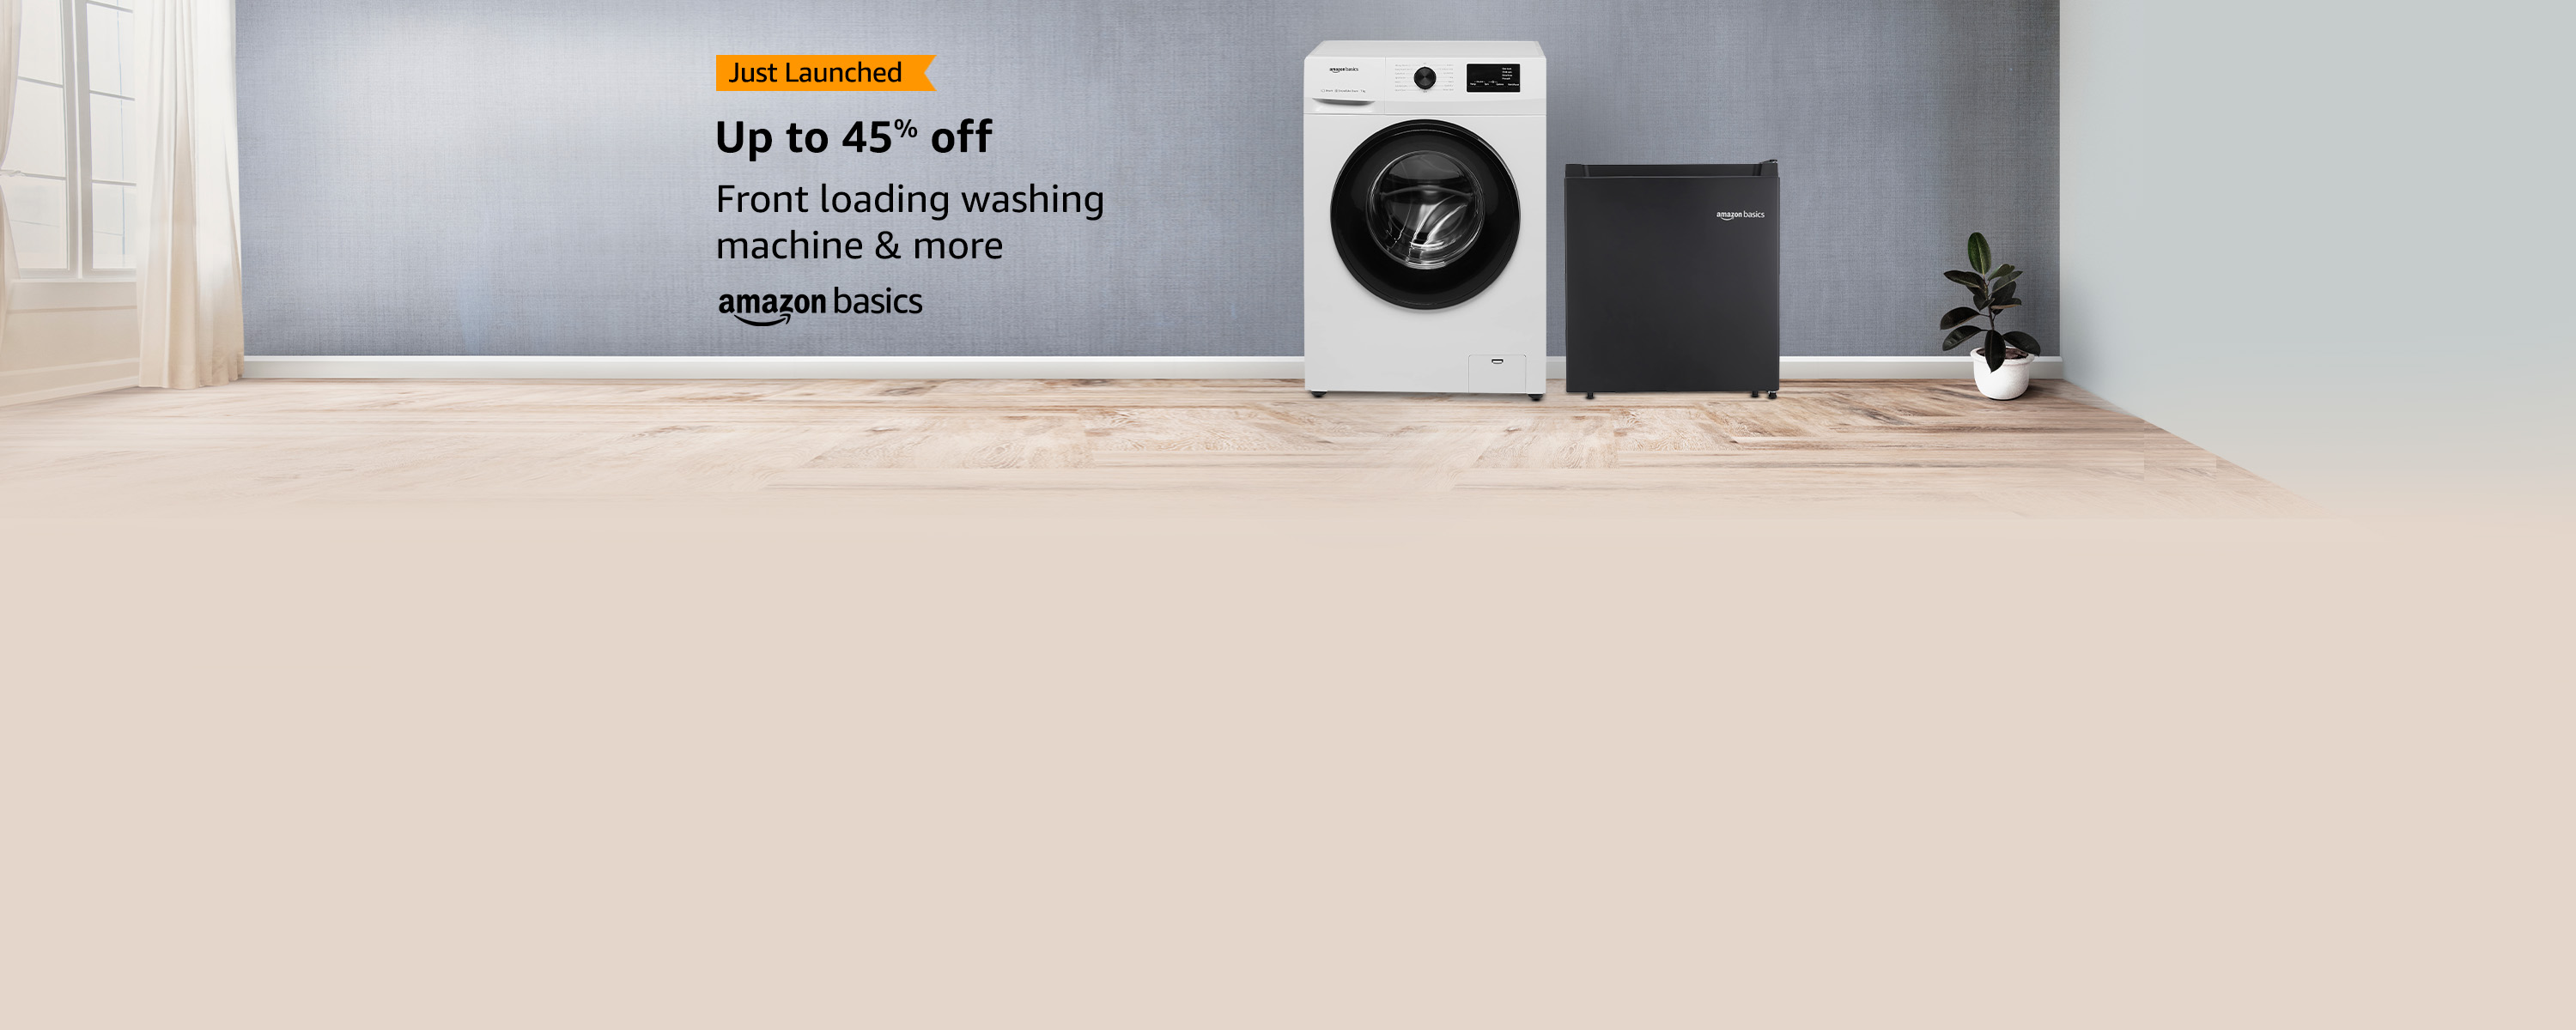 Just Launched
Up to 45% off
Front loading washing
machine & more
amazon basics
amazon basics
amazon basics